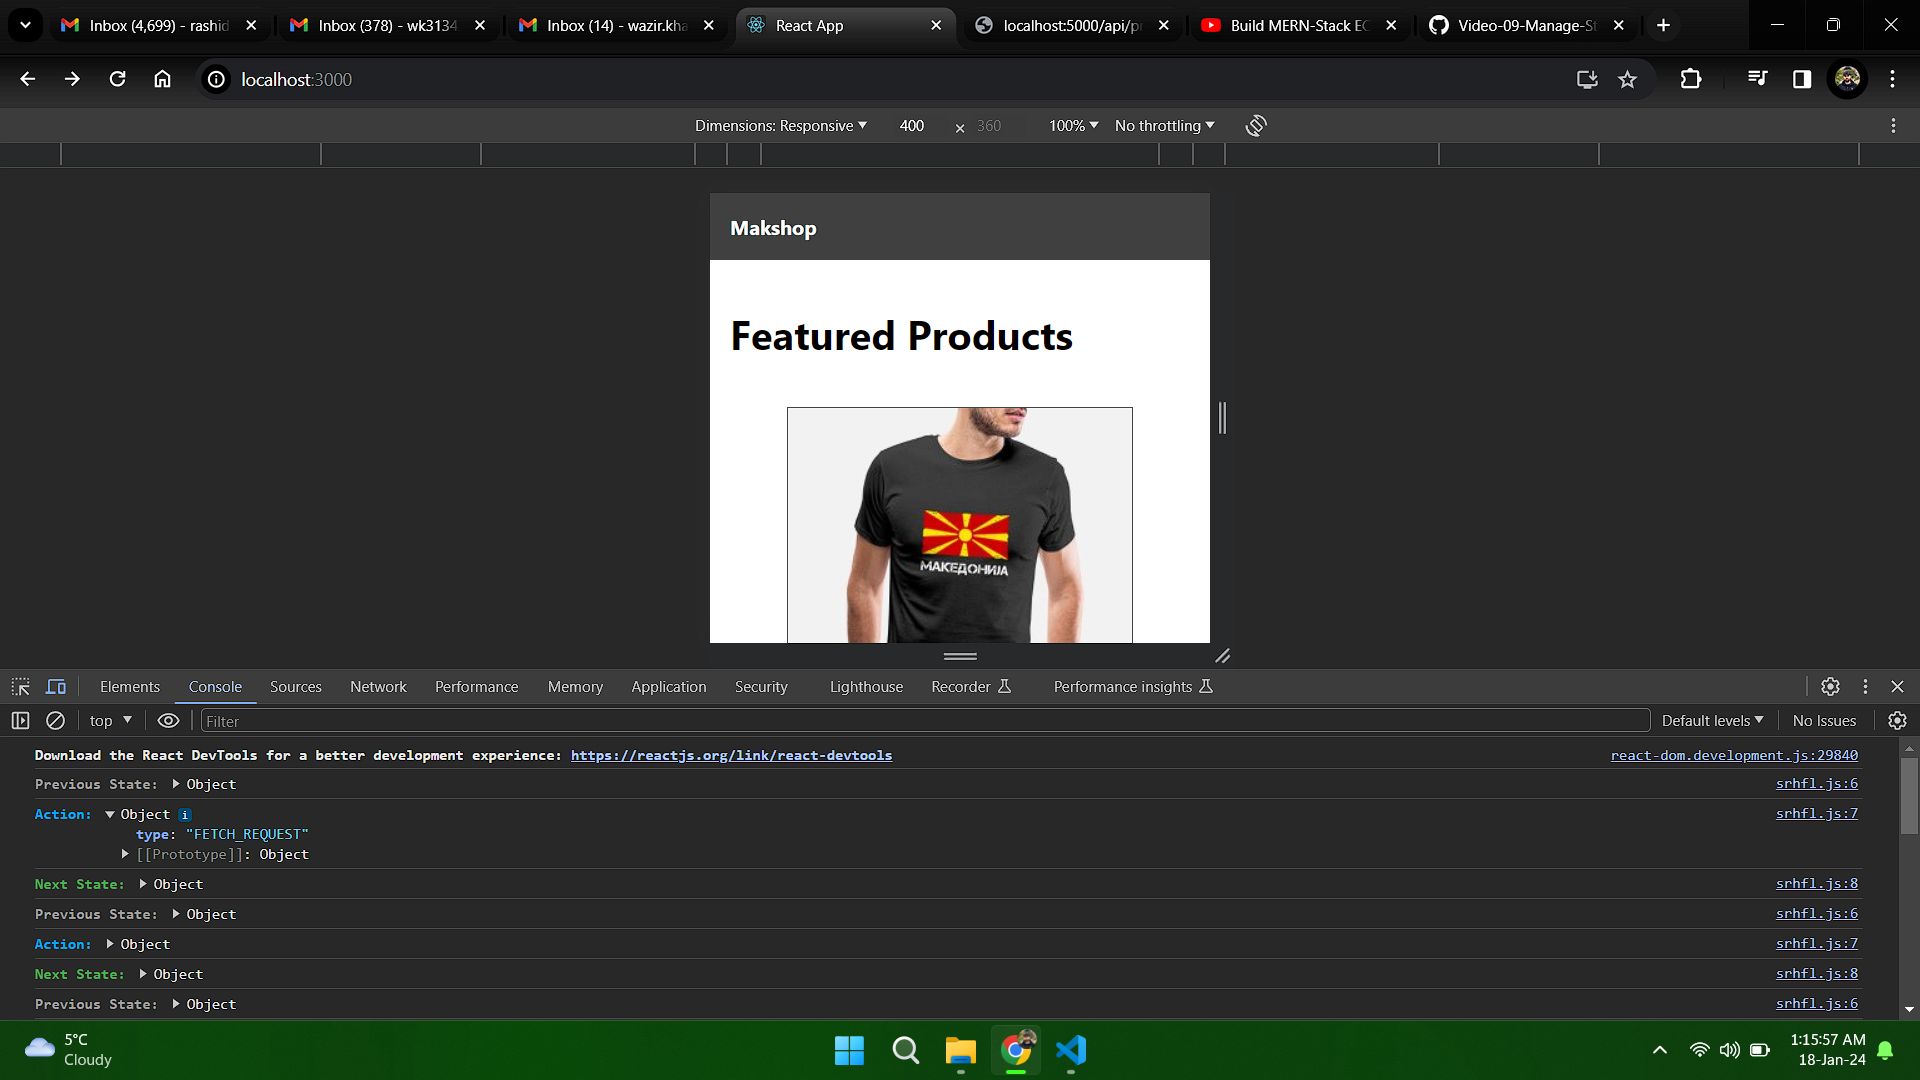 Inbox (4,699) - rashid
Inbox (378) - wk3134
Inbox (14) - wazir.kha
React App
localhost:5000/api/pr
Build MERN-Stack EC
Video-09-Manage-St
localhost:3000
Dimensions: Responsive
400
×
360
100%
No throttling
Makshop
Featured Products
МАКЕДОНИЈА
Elements
Console
Sources
Network
Performance
Memory
Application
Security
Lighthouse
Recorder
Performance insights
top
Filter
Default levels
No Issues
Download the React DevTools for a better development experience: https://reactjs.org/link/react-devtools
react-dom.development.js:29840
Previous State: Object
srhfl.js:6
Action: Object i
srhfl.js:7
type: "FETCH_REQUEST"
[[Prototype]]: Object
Next State: Object
srhfl.js:8
Previous State: Object
srhfl.js:6
Action: Object
srhfl.js:7
Next State: Object
srhfl.js:8
Previous State: Object
srhfl.js:6
5°C
Cloudy
1:15:57 AM
18-Jan-24